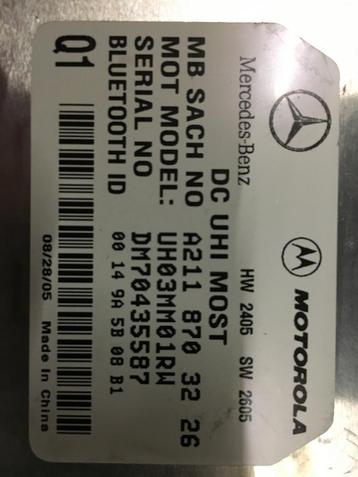 MOTOROLA
Mercedes-Benz HW 2405 SW 2605
DC UHI MOST
MB SACH NO A211 870 32 26
MOT MODEL: UH03MM01RW
SERIAL NO DM70435587
BLUETOOTH ID 00 14 9A 5B 08 B1
Q1 08/28/05 Made In China